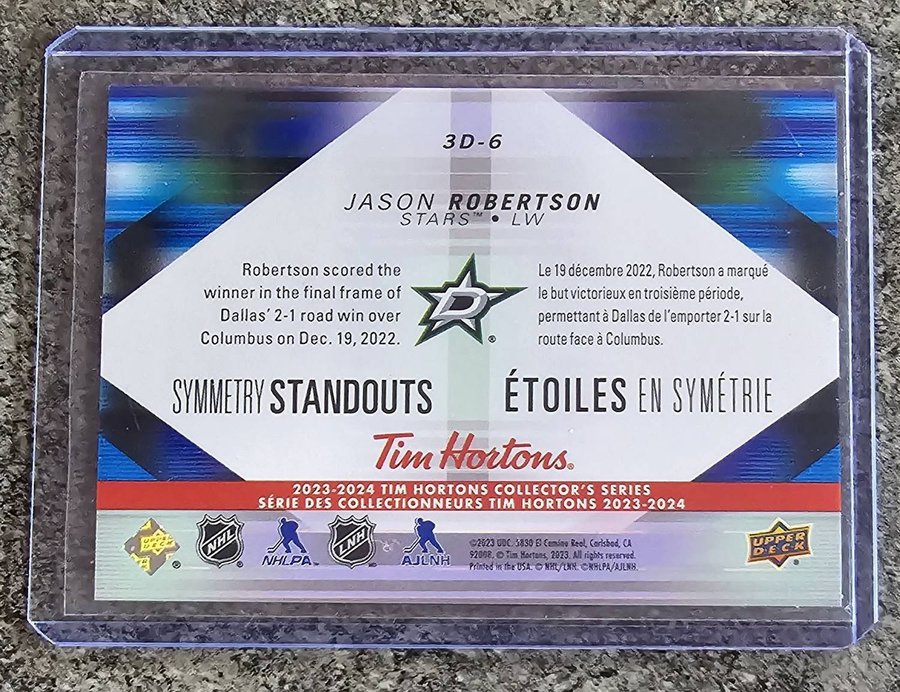 3D-6
JASON ROBERTSON
STARS™ • LW
Robertson scored the
winner in the final frame of
Dallas' 2-1 road win over
Columbus on Dec. 19, 2022.
D
®
Le 19 décembre 2022, Robertson a marqué
le but victorieux en troisième période,
permettant à Dallas de l'emporter 2-1 sur la
route face à Columbus.
SYMMETRY STANDOUTS
ÉTOILES EN SYMÉTRIE
Tim Hortons®
2023-2024 TIM HORTONS COLLECTOR'S SERIES
SÉRIE DES COLLECTIONNEURS TIM HORTONS 2023-2024
UPPER DECK ®
NHL ®
NHLPA™
LNH
AJLNH
©2023 UDC. 5830 El Camino Real, Carlsbad, CA
92008. © Tim Hortons, 2023. All rights reserved.
Printed in the USA. © NHL/LNH. ©NHLPA/AJLNH.
UPPER
DECK ®